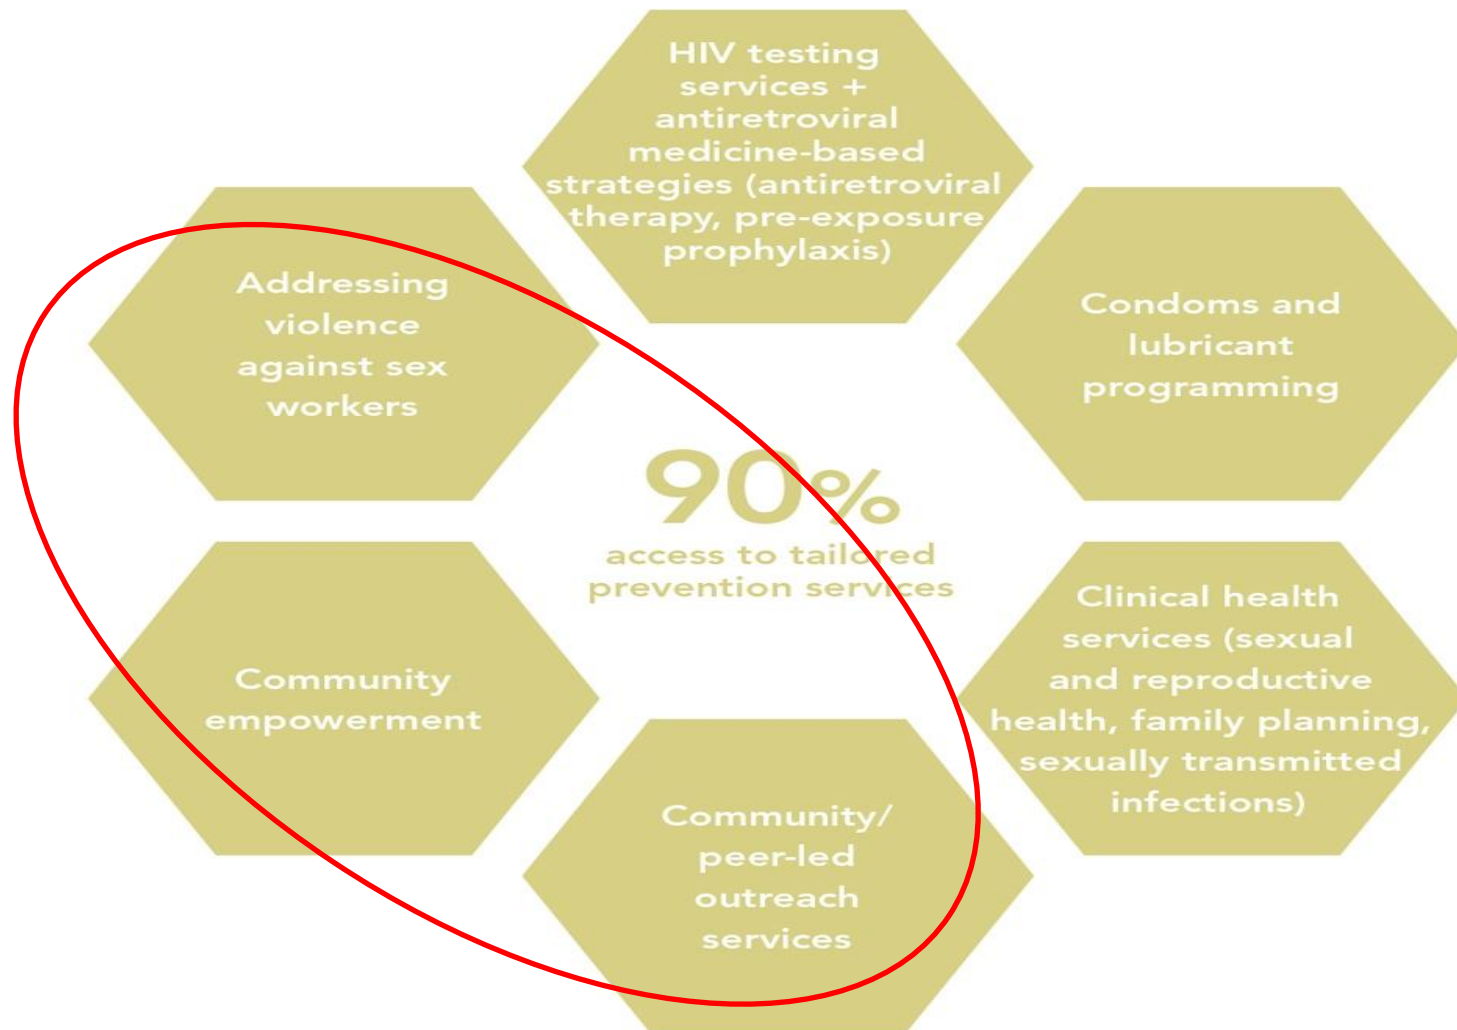 HIV testing
services +
antiretroviral
medicine-based
strategies (antiretroviral
therapy, pre-exposure
prophylaxis)
Addressing
violence
against sex
workers
Condoms and
lubricant
programming
90%
access to tailored
prevention services
Community
empowerment
Clinical health
services (sexual
and reproductive
health, family planning,
sexually transmitted
infections)
Community/
peer-led
outreach
services